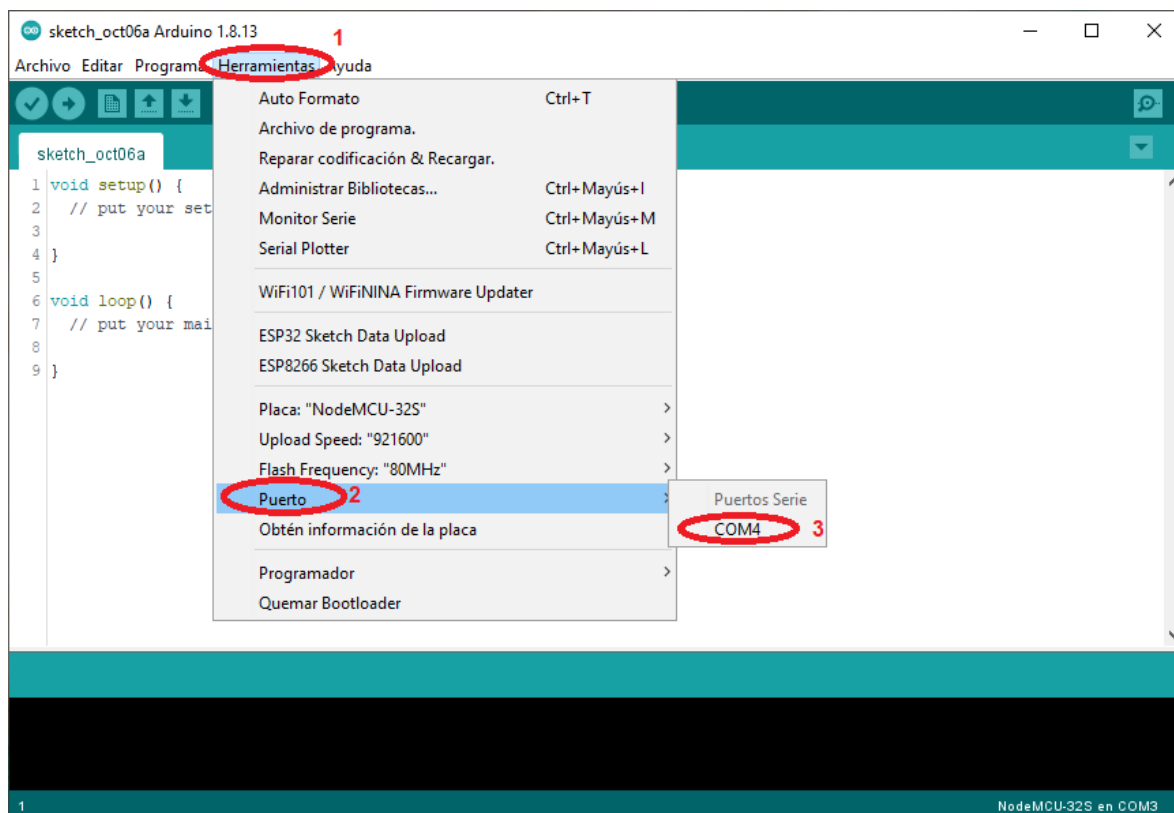 sketch_oct06a Arduino 1.8.13
1
Archivo Editar Programa Herramientas Ayuda
Auto Formato Ctrl+T
Archivo de programa.
Reparar codificación & Recargar.
Administrar Bibliotecas... Ctrl+Mayús+I
Monitor Serie Ctrl+Mayús+M
Serial Plotter Ctrl+Mayús+L
WiFi101 / WiFiNINA Firmware Updater
ESP32 Sketch Data Upload
ESP8266 Sketch Data Upload
Placa: "NodeMCU-32S"
Upload Speed: "921600"
Flash Frequency: "80MHz"
Puerto 2
Obtén información de la placa
Programador
Quemar Bootloader
Puertos Serie
COM4 3
sketch_oct06a
1 void setup() {
2 // put your set
3
4 }
5
6 void loop() {
7 // put your mai
8
9 }
1 NodeMCU-32S en COM3